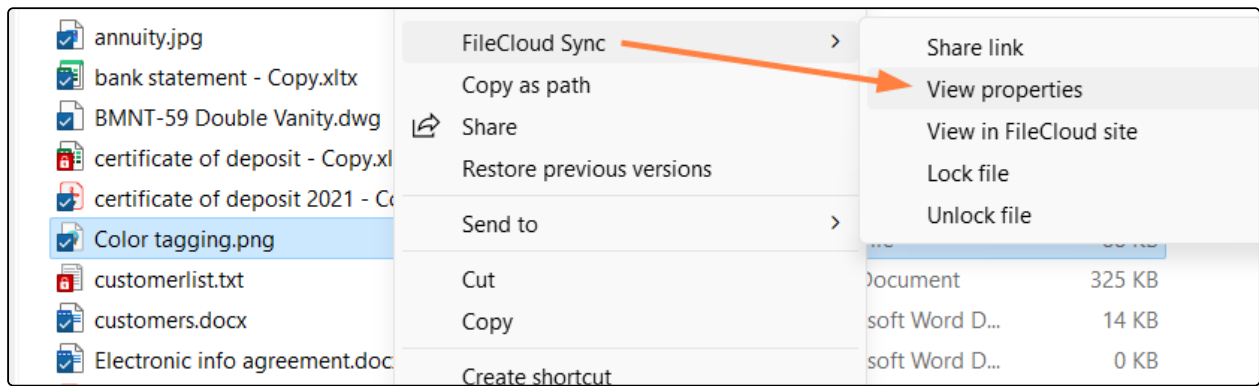 annuity.jpg
bank statement - Copy.xltx
BMNT-59 Double Vanity.dwg
certificate of deposit - Copy.xl
certificate of deposit 2021 - Co
Color tagging.png
customerlist.txt
customers.docx
Electronic info agreement.doc
FileCloud Sync
Copy as path
Share
Restore previous versions
Send to
Cut
Copy
Create shortcut
Share link
View properties
View in FileCloud site
Lock file
Unlock file
Document 325 KB
soft Word D... 14 KB
soft Word D... 0 KB